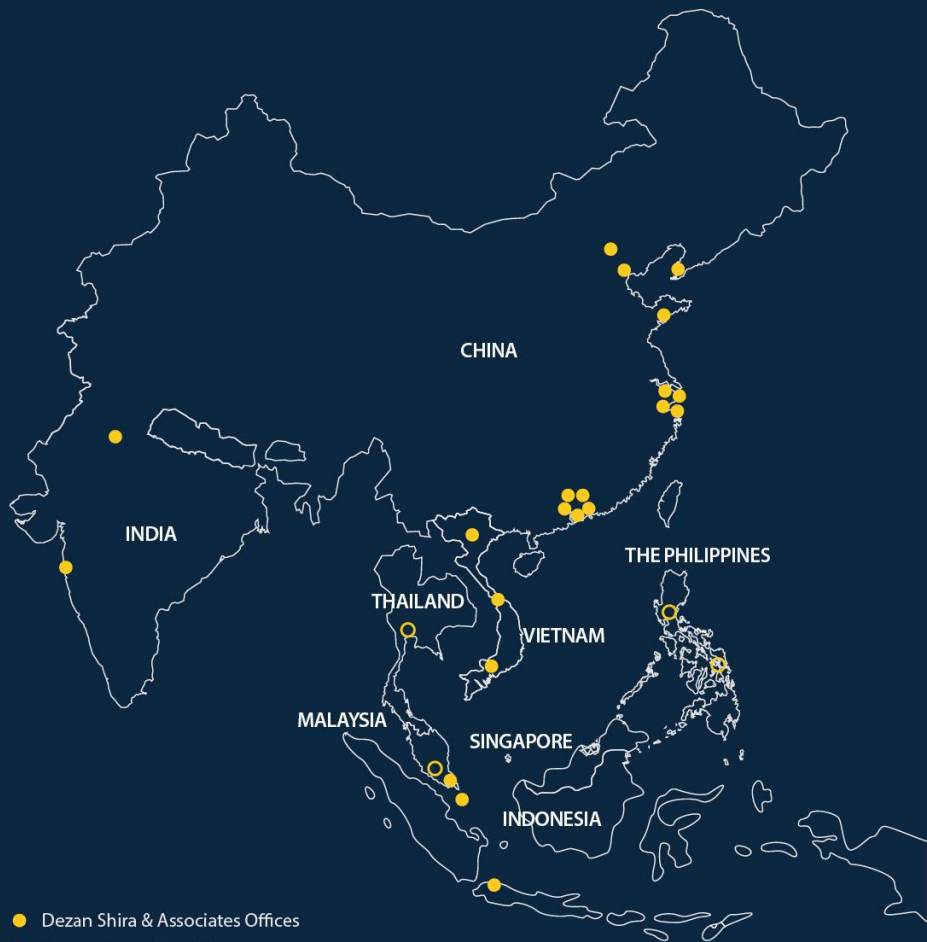 CHINA
INDIA
THE PHILIPPINES
THAILAND
VIETNAM
MALAYSIA
SINGAPORE
INDONESIA
Dezan Shira & Associates Offices